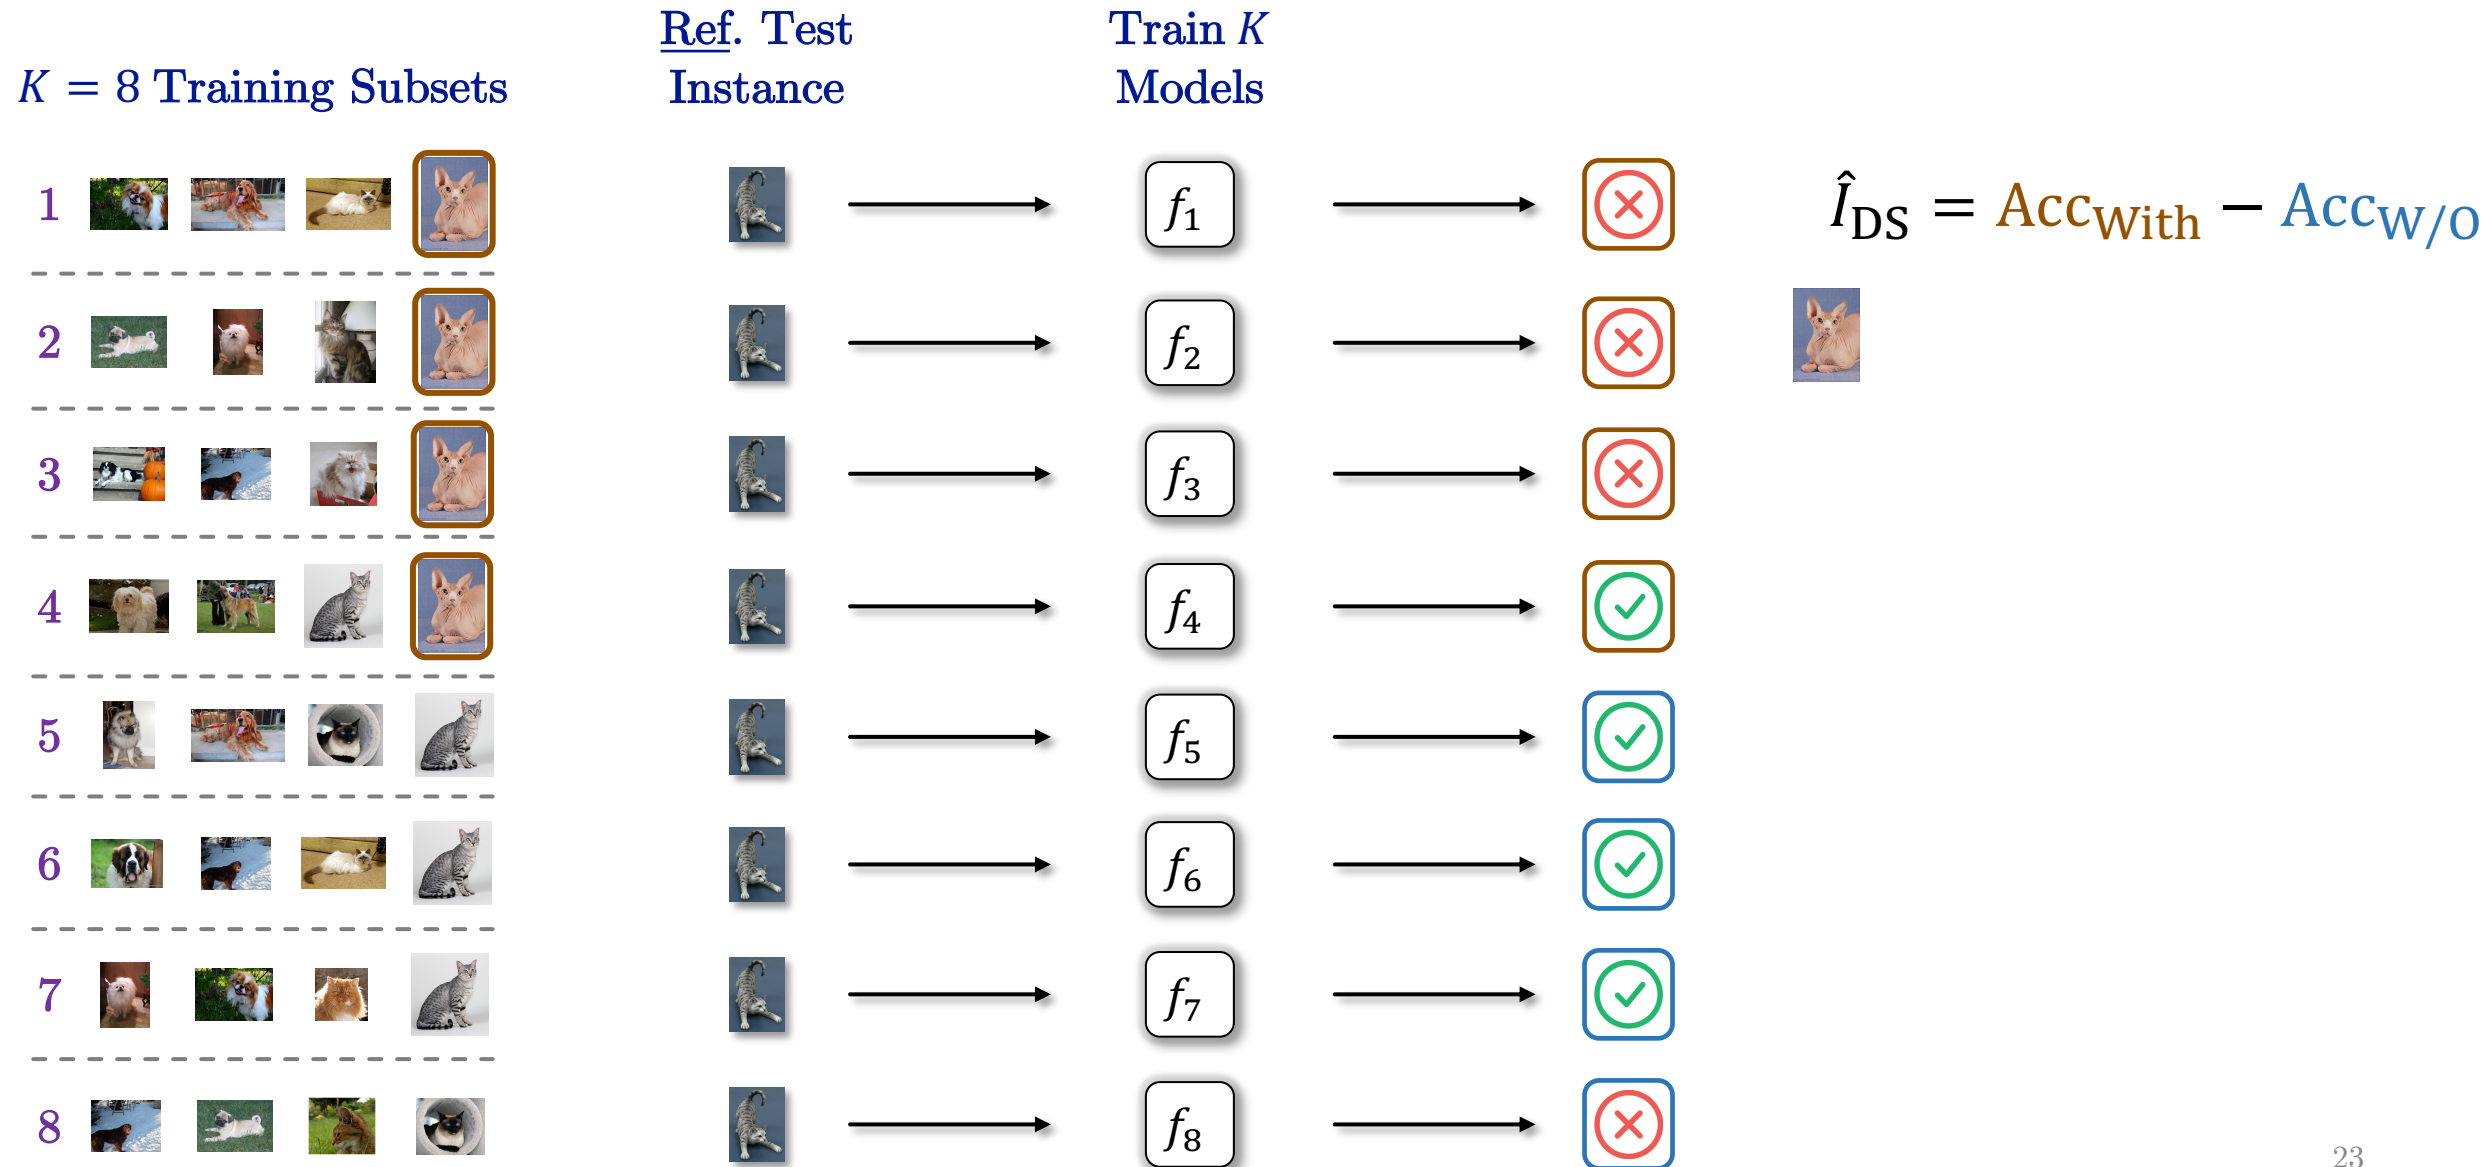 K = 8 Training Subsets
Ref. Test
Instance
Train K
Models
1
f₁
Î_DS = Acc_With − Acc_W/O
2
f₂
3
f₃
4
f₄
5
f₅
6
f₆
7
f₇
8
f₈
23